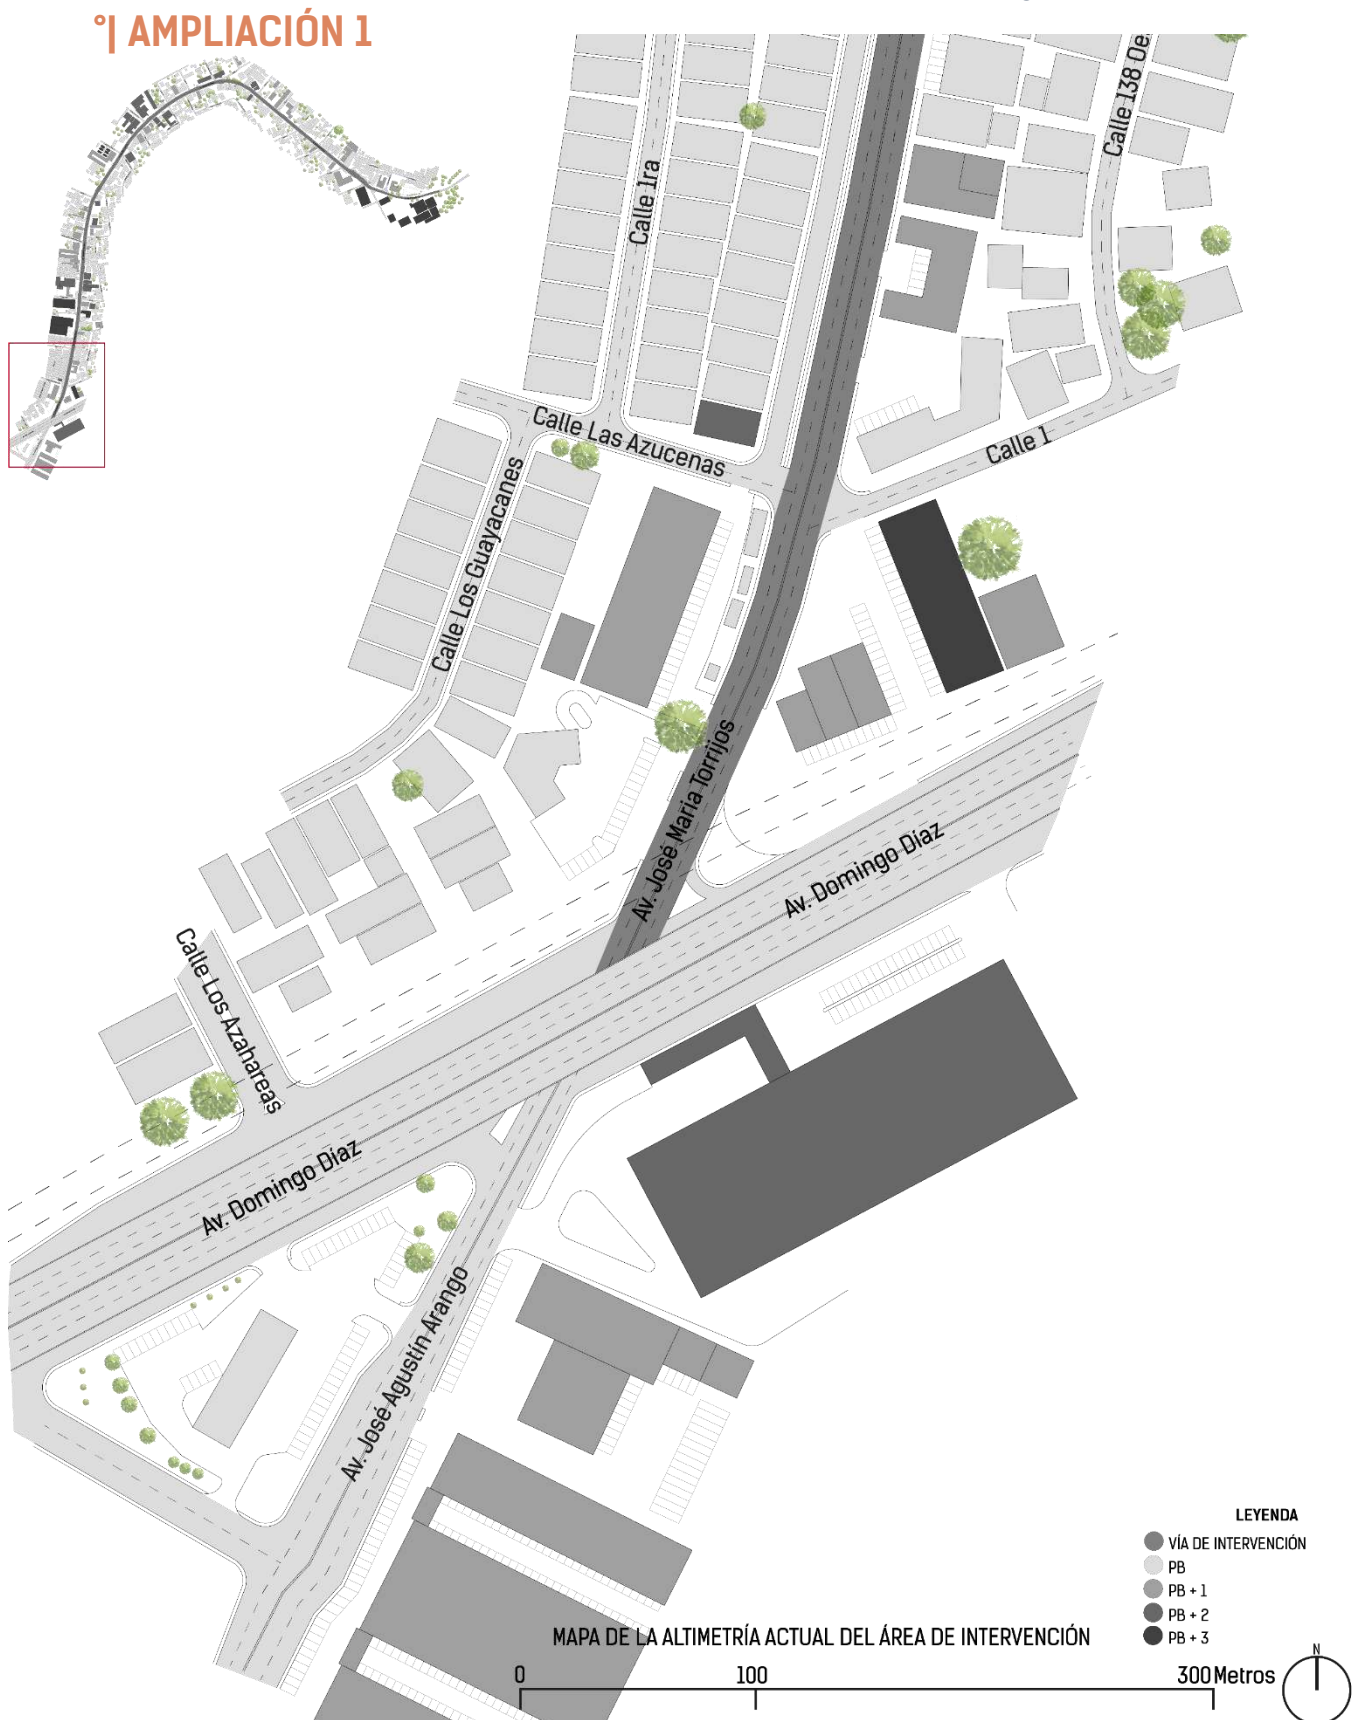 °| AMPLIACIÓN 1
Calle 138 Oe
Calle 1ra
Calle Las Azucenas
Calle 1
Calle Los Guayacanes
Av. José Maria Torrijos
Av. Domingo Díaz
Calle Los Azahareas
Av. Domingo Díaz
Av. José Agustín Arango
LEYENDA
VÍA DE INTERVENCIÓN
PB
PB + 1
PB + 2
PB + 3
MAPA DE LA ALTIMETRÍA ACTUAL DEL ÁREA DE INTERVENCIÓN
N
0 100 300 Metros